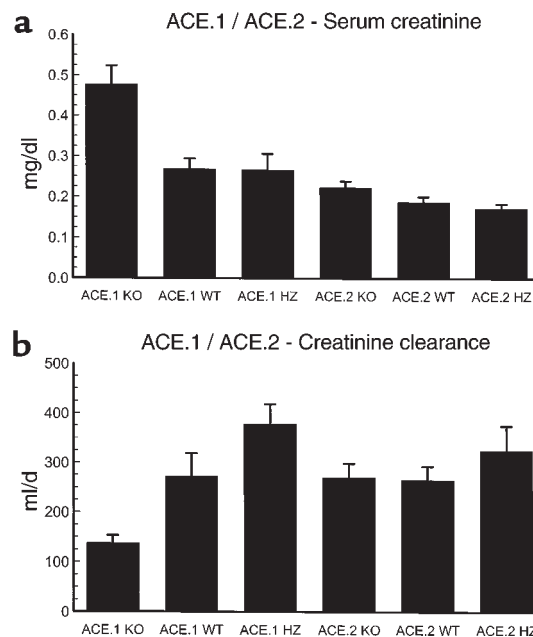 a
ACE.1 / ACE.2 - Serum creatinine
mg/dl
0.6
0.5
0.4
0.3
0.2
0.1
0.0
ACE.1 KO ACE.1 WT ACE.1 HZ ACE.2 KO ACE.2 WT ACE.2 HZ
b
ACE.1 / ACE.2 - Creatinine clearance
ml/d
500
400
300
200
100
0
ACE.1 KO ACE.1 WT ACE.1 HZ ACE.2 KO ACE.2 WT ACE.2 HZ